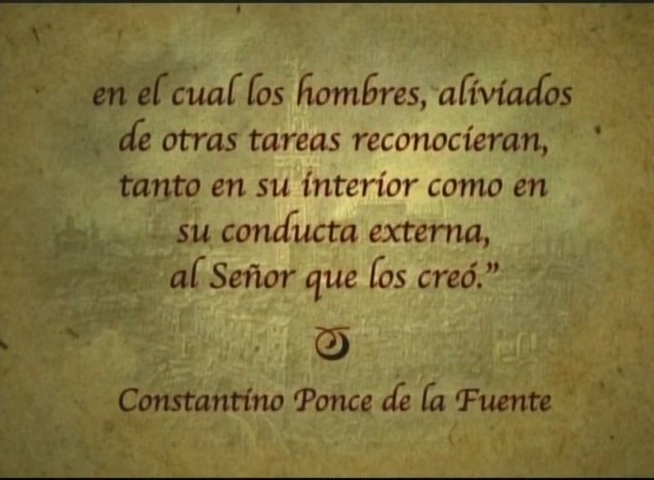 en el cual los hombres, aliviados
de otras tareas reconocieran,
tanto en su interior como en
su conducta externa,
al Señor que los creó.”
Constantino Ponce de la Fuente